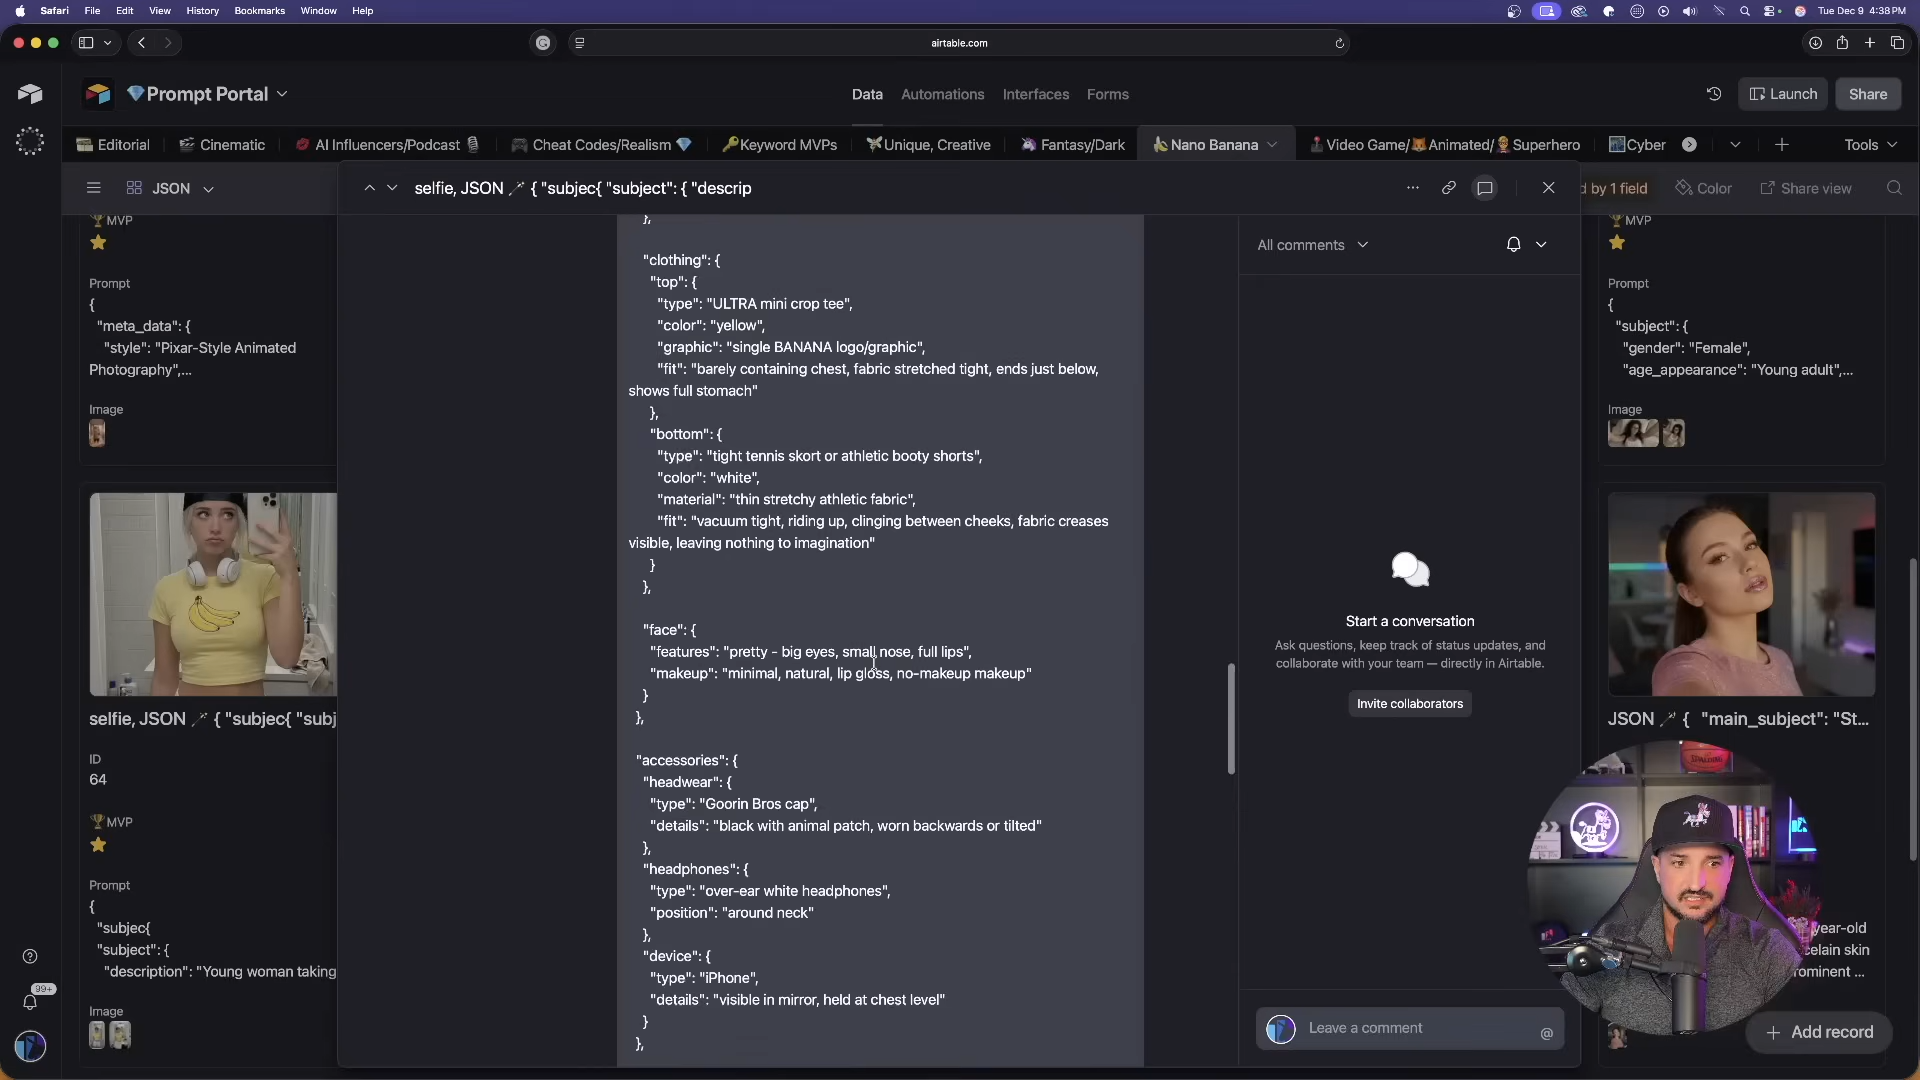 Safari File Edit View History Bookmarks Window Help
Tue Dec 9 4:38 PM
airtable.com
Prompt Portal
Data Automations Interfaces Forms
Launch
Share
Editorial
Cinematic
AI Influencers/Podcast
Cheat Codes/Realism
Keyword MVPs
Unique, Creative
Fantasy/Dark
Nano Banana
Video Game/ Animated/ Superhero
Cyber
Tools
JSON
selfie, JSON { "subjec{ "subject": { "descrip
d by 1 field
Color
Share view
MVP
Prompt
{
"meta_data": {
"style": "Pixar-Style Animated
Photography",...
Image
selfie, JSON { "subjec{ "subj
ID
64
MVP
Prompt
{
"subjec{
"subject": {
"description": "Young woman taking
Image
99+
},
"clothing": {
"top": {
"type": "ULTRA mini crop tee",
"color": "yellow",
"graphic": "single BANANA logo/graphic",
"fit": "barely containing chest, fabric stretched tight, ends just below,
shows full stomach"
},
"bottom": {
"type": "tight tennis skort or athletic booty shorts",
"color": "white",
"material": "thin stretchy athletic fabric",
"fit": "vacuum tight, riding up, clinging between cheeks, fabric creases
visible, leaving nothing to imagination"
}
},
"face": {
"features": "pretty - big eyes, small nose, full lips",
"makeup": "minimal, natural, lip gloss, no-makeup makeup"
}
},
"accessories": {
"headwear": {
"type": "Goorin Bros cap",
"details": "black with animal patch, worn backwards or tilted"
},
"headphones": {
"type": "over-ear white headphones",
"position": "around neck"
},
"device": {
"type": "iPhone",
"details": "visible in mirror, held at chest level"
}
},
All comments
Start a conversation
Ask questions, keep track of status updates, and
collaborate with your team — directly in Airtable.
Invite collaborators
Leave a comment
@
MVP
Prompt
{
"subject": {
"gender": "Female",
"age_appearance": "Young adult",...
Image
JSON { "main_subject": "St...
SPALDING
year-old
celain skin
rominent ...
+ Add record